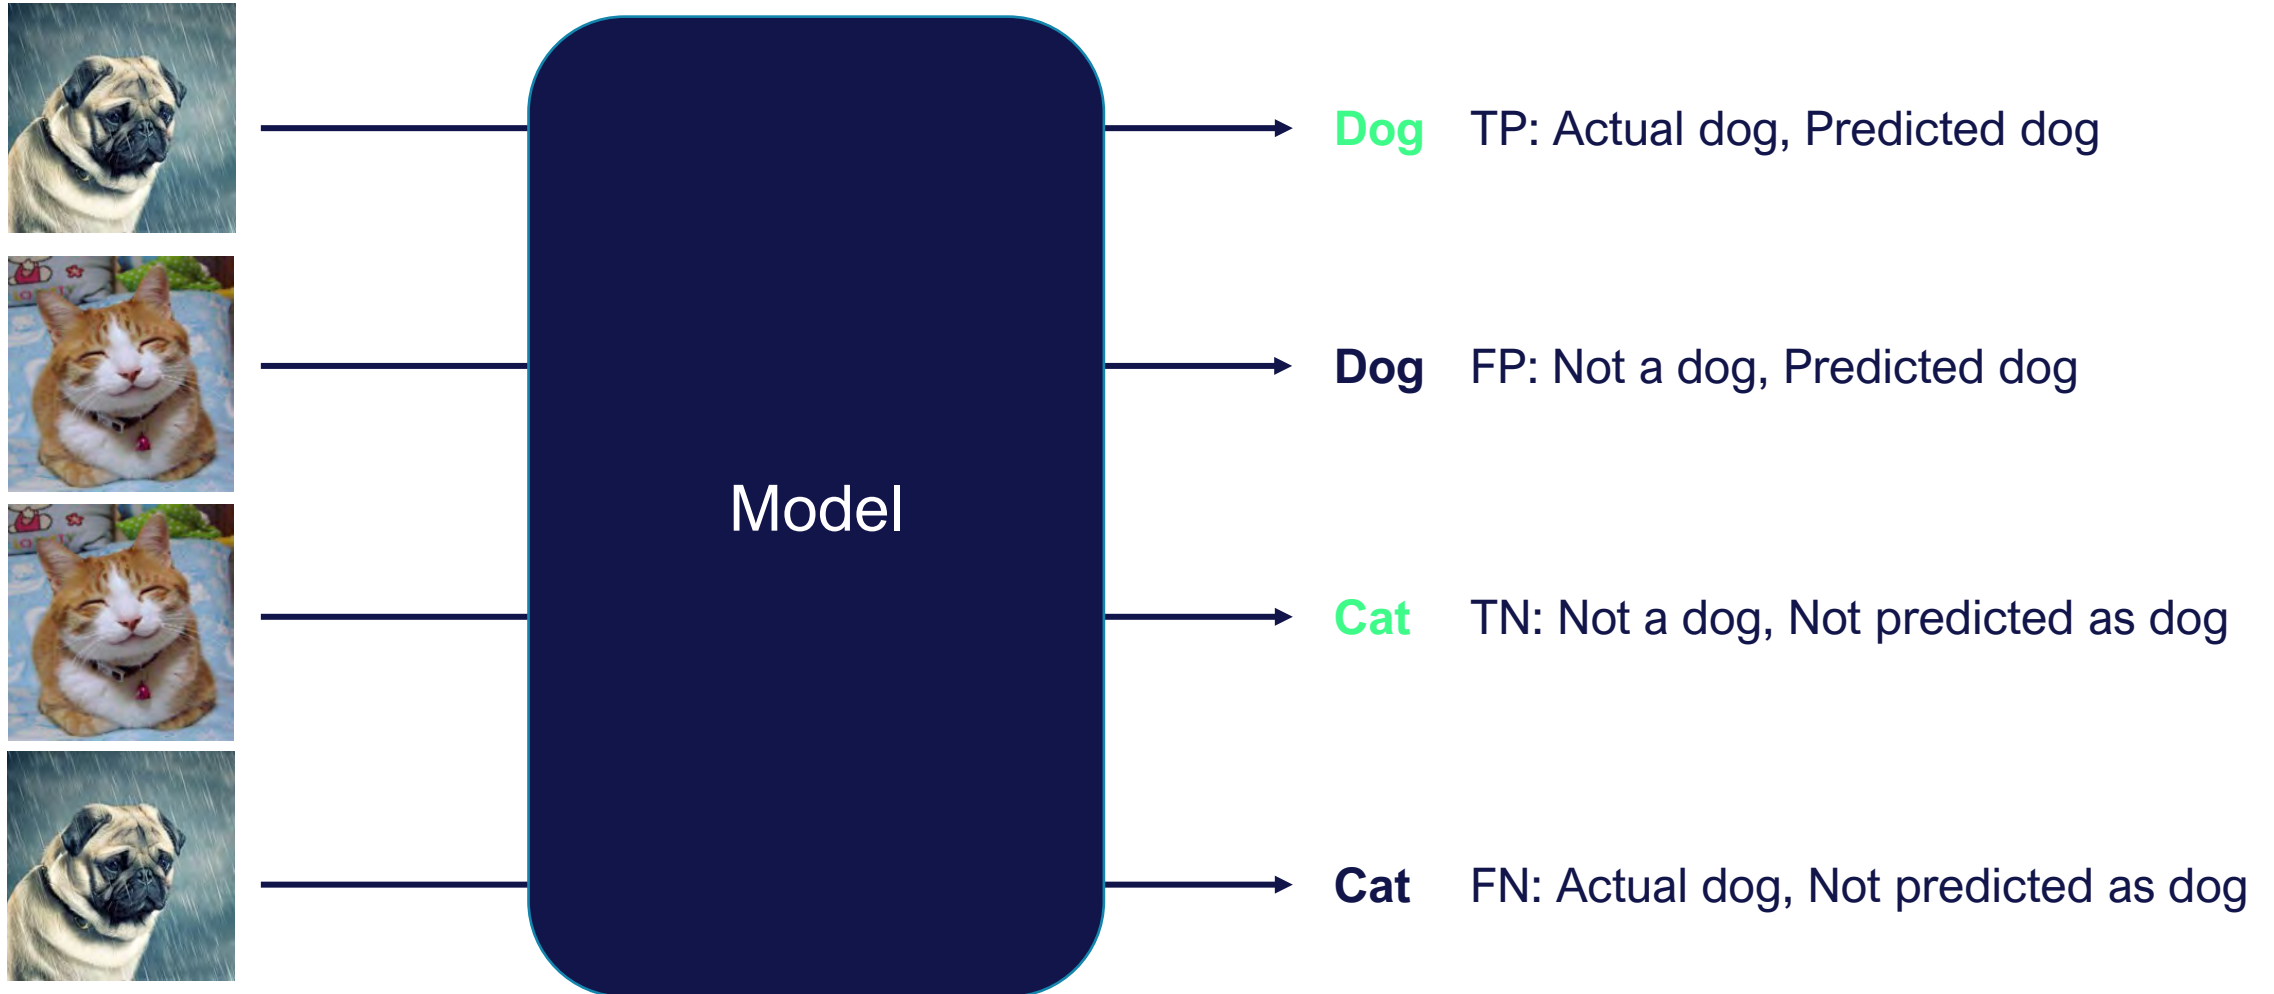 Dog TP: Actual dog, Predicted dog
Dog FP: Not a dog, Predicted dog
Model
Cat TN: Not a dog, Not predicted as dog
Cat FN: Actual dog, Not predicted as dog